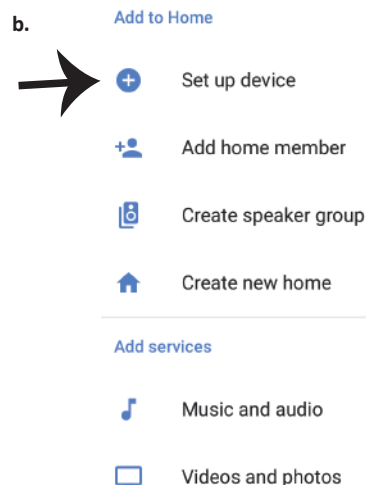 b.
Add to Home
Set up device
Add home member
Create speaker group
Create new home
Add services
Music and audio
Videos and photos